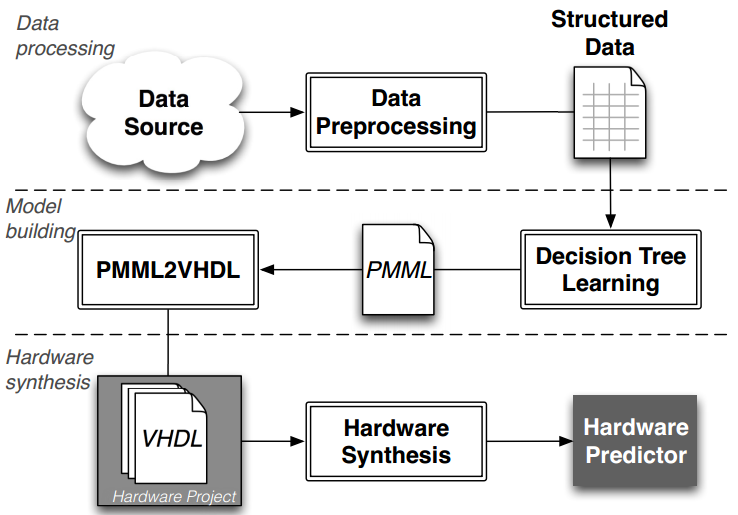 Data
processing
Structured
Data
Data
Source
Data
Preprocessing
Model
building
PMML2VHDL
PMML
Decision Tree
Learning
Hardware
synthesis
VHDL
Hardware Project
Hardware
Synthesis
Hardware
Predictor